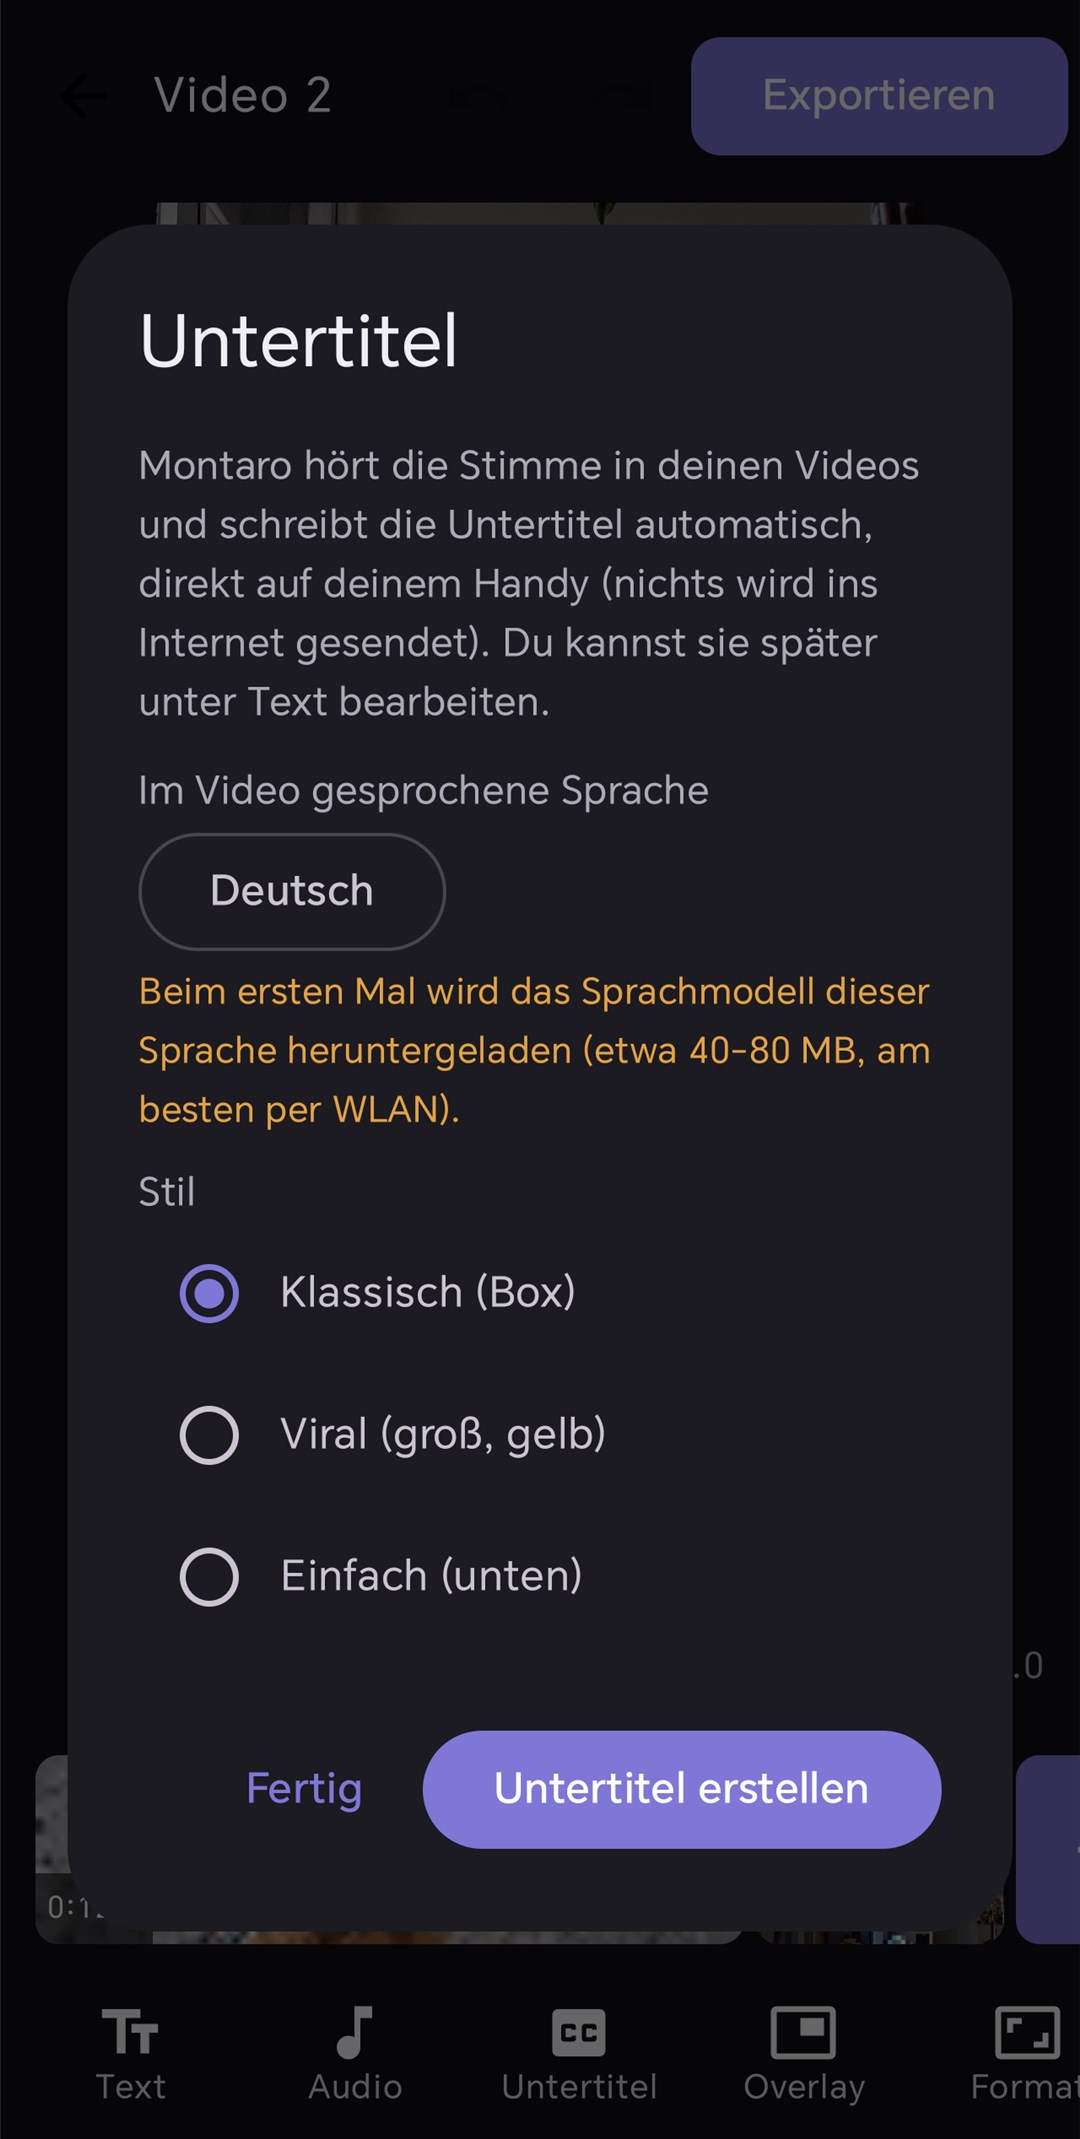 Video 2
Exportieren
Untertitel
Montaro hört die Stimme in deinen Videos
und schreibt die Untertitel automatisch,
direkt auf deinem Handy (nichts wird ins
Internet gesendet). Du kannst sie später
unter Text bearbeiten.
Im Video gesprochene Sprache
Deutsch
Beim ersten Mal wird das Sprachmodell dieser
Sprache heruntergeladen (etwa 40-80 MB, am
besten per WLAN).
Stil
Klassisch (Box)
Viral (groß, gelb)
Einfach (unten)
.0
Fertig
Untertitel erstellen
Text
Audio
CC
Untertitel
Overlay
Format